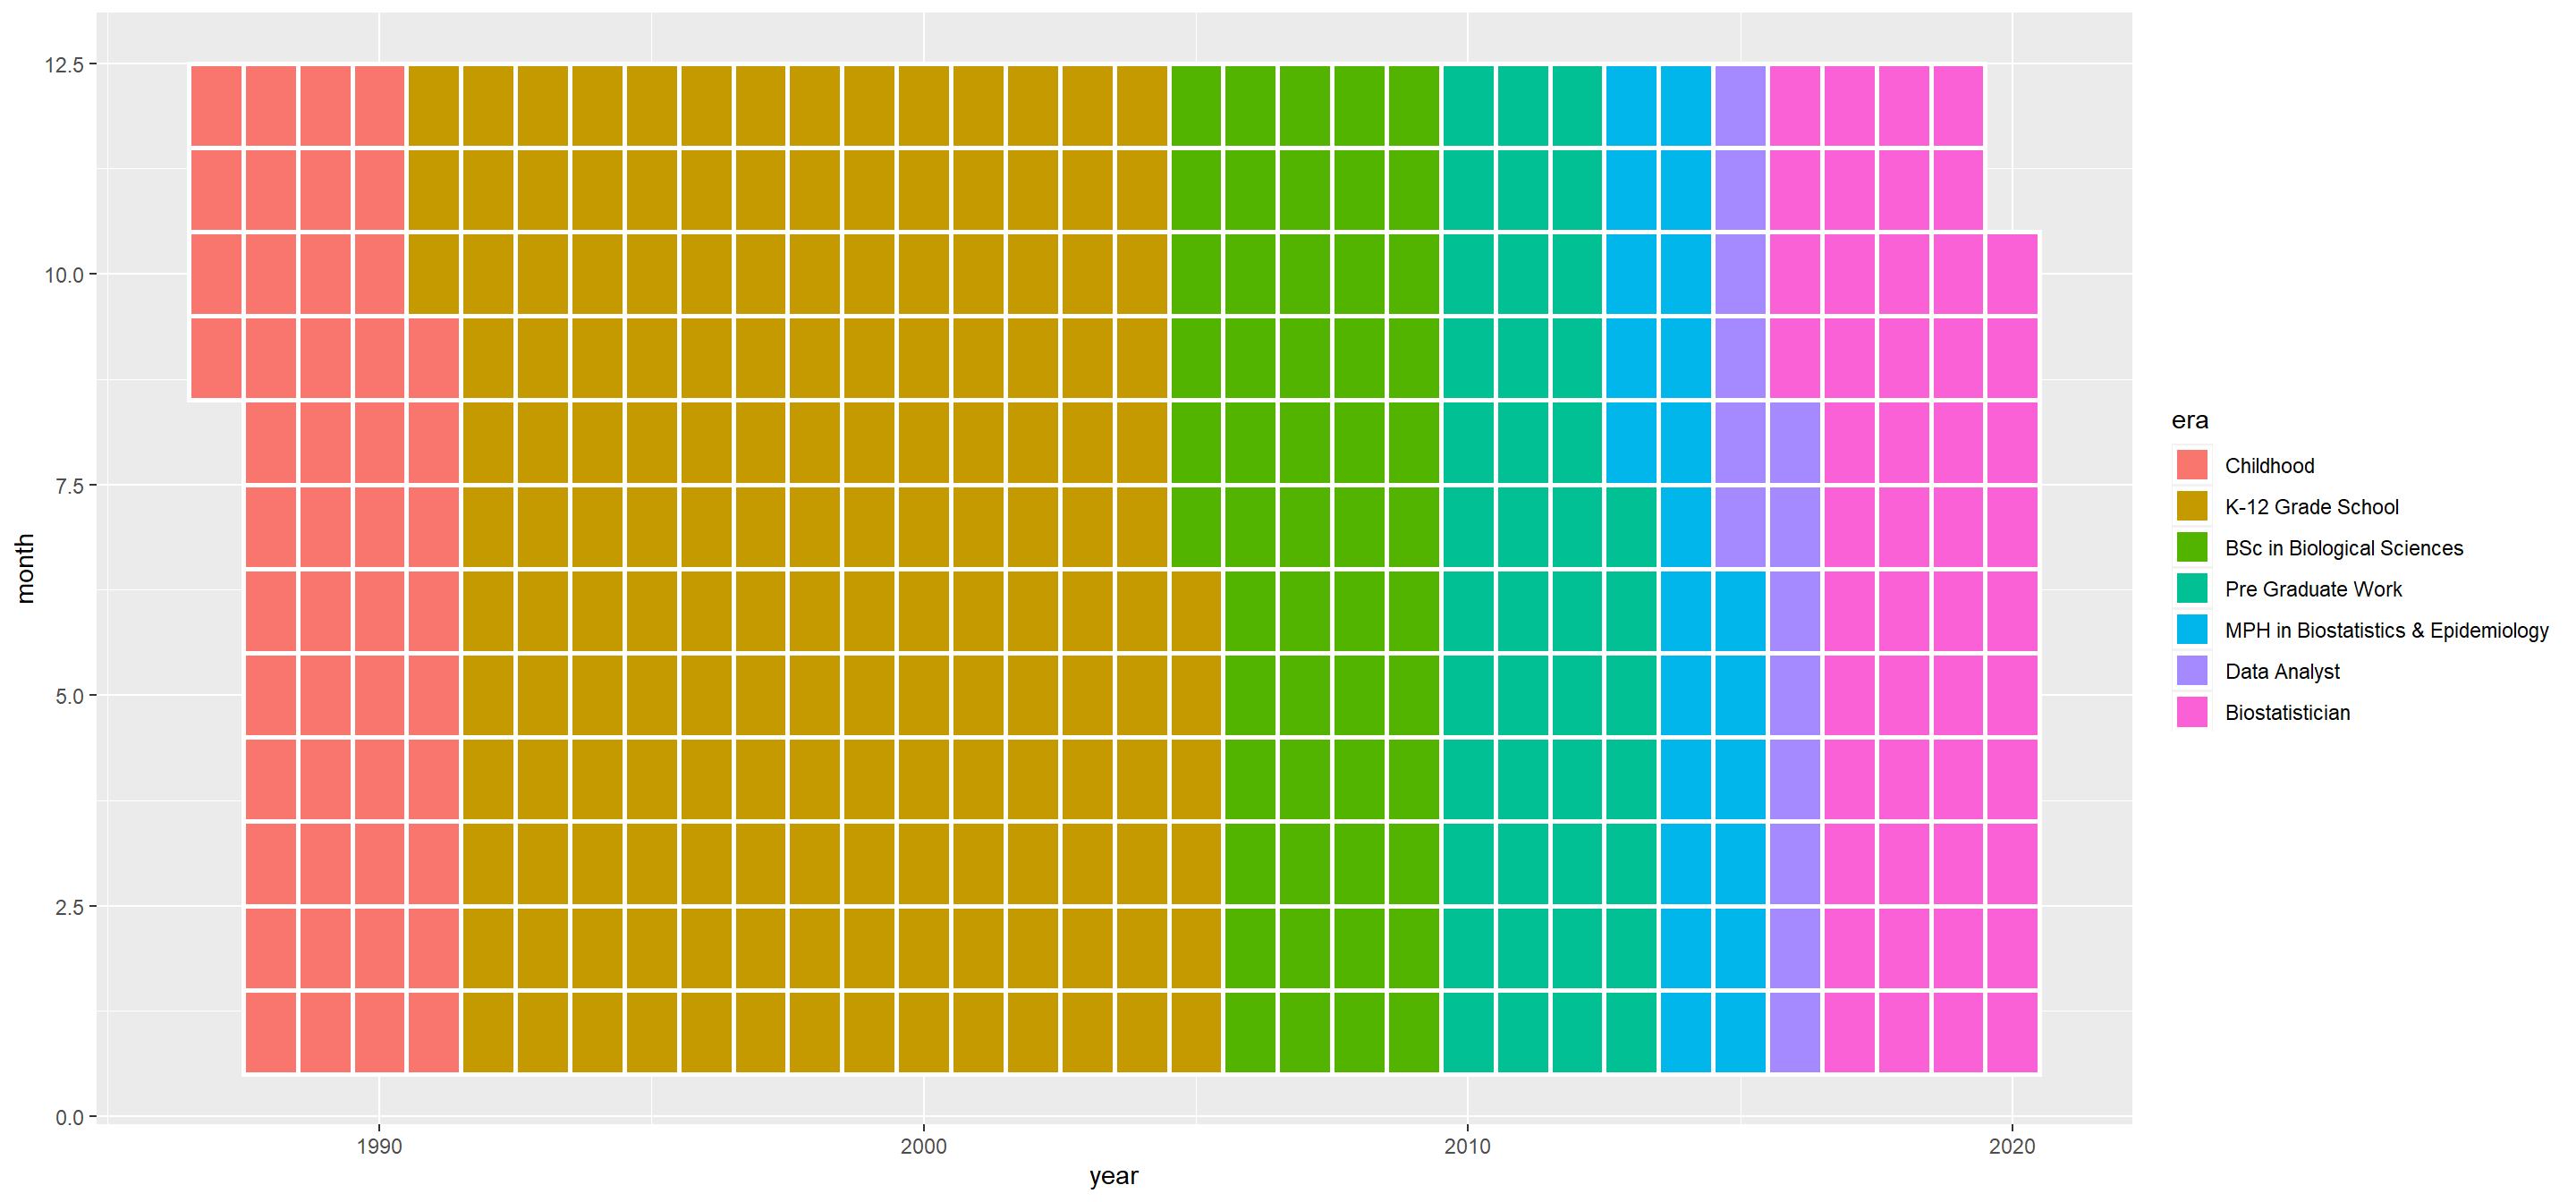 12.5
10.0
7.5
5.0
2.5
0.0
month
1990 2000 2010 2020
year
era
Childhood
K-12 Grade School
BSc in Biological Sciences
Pre Graduate Work
MPH in Biostatistics & Epidemiology
Data Analyst
Biostatistician